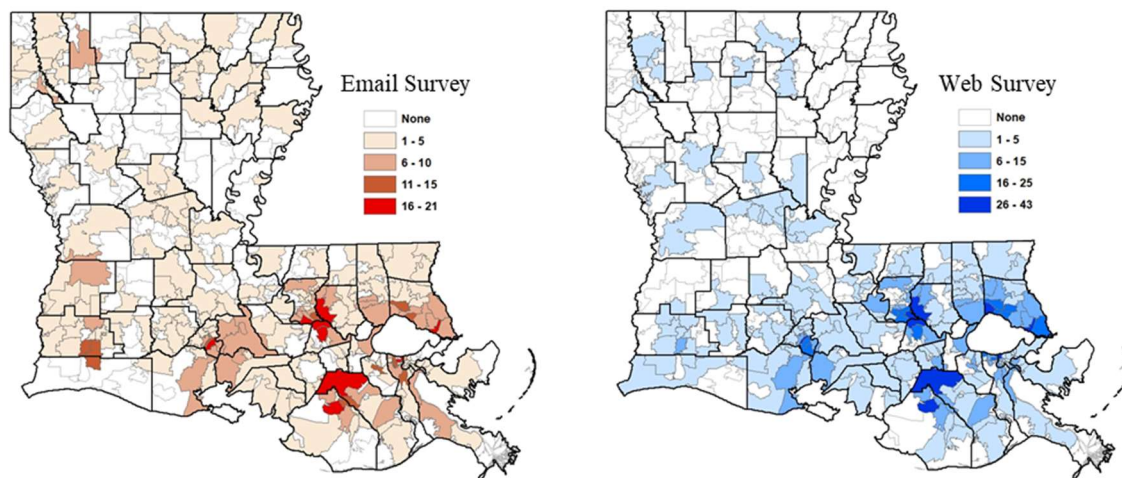 Email Survey
None
1 - 5
6 - 10
11 - 15
16 - 21
Web Survey
None
1 - 5
6 - 15
16 - 25
26 - 43